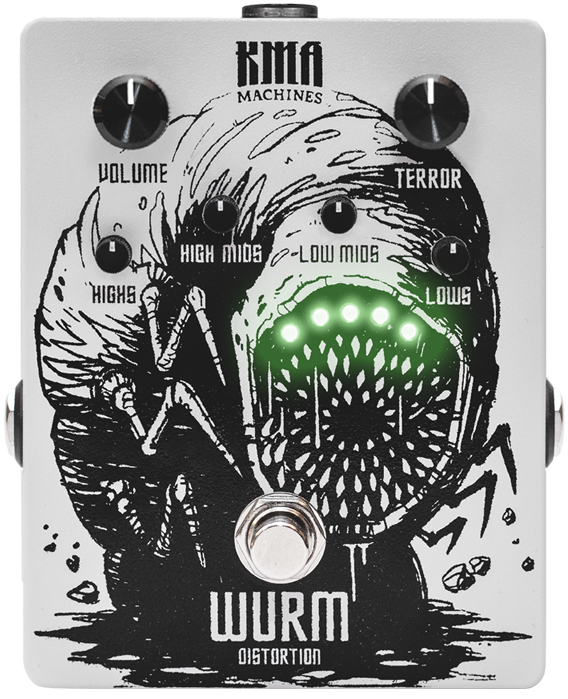 KMA
MACHINES
VOLUME
TERROR
HIGH MIDS
LOW MIDS
HIGHS
LOWS
WURM
DISTORTION